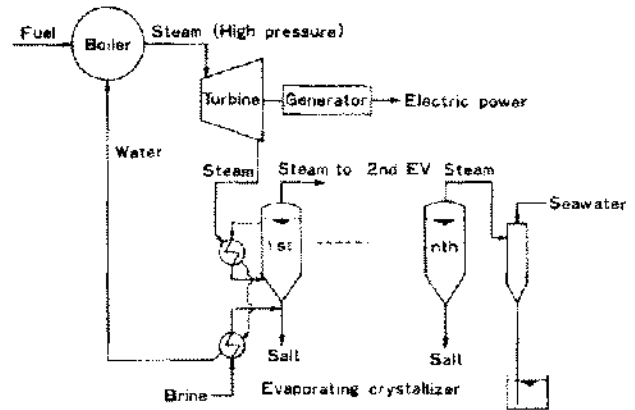 Fuel
Boiler
Steam (High pressure)
Turbine
Generator
Electric power
Water
Steam
Steam to 2nd EV
Steam
Seawater
1st
nth
Salt
Salt
Brine
Evaporating crystallizer